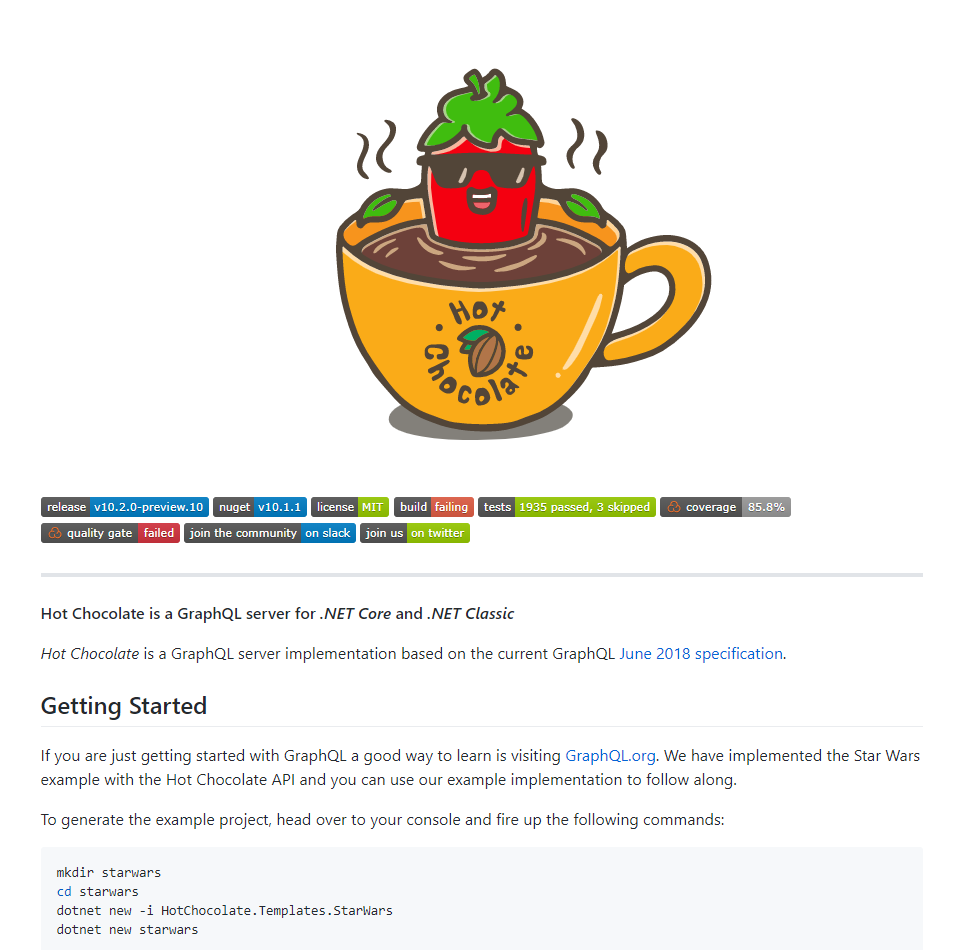 Hot
Chocolate
release v10.2.0-preview.10 nuget v10.1.1 license MIT build failing tests 1935 passed, 3 skipped coverage 85.8%
quality gate failed join the community on slack join us on twitter
Hot Chocolate is a GraphQL server for .NET Core and .NET Classic
Hot Chocolate is a GraphQL server implementation based on the current GraphQL June 2018 specification.
Getting Started
If you are just getting started with GraphQL a good way to learn is visiting GraphQL.org. We have implemented the Star Wars
example with the Hot Chocolate API and you can use our example implementation to follow along.
To generate the example project, head over to your console and fire up the following commands:
mkdir starwars
cd starwars
dotnet new -i HotChocolate.Templates.StarWars
dotnet new starwars